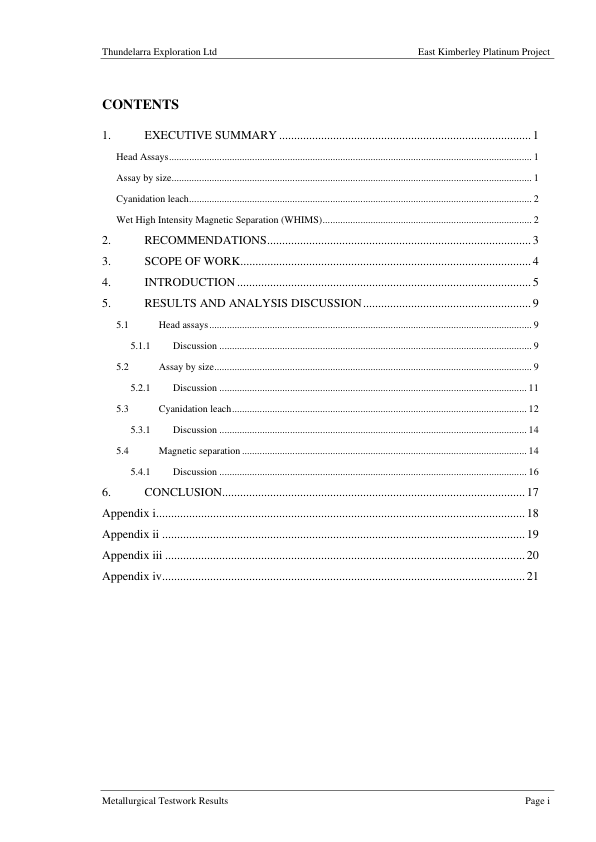 Thundelarra Exploration Ltd East Kimberley Platinum Project
CONTENTS
1. EXECUTIVE SUMMARY 1
Head Assays 1
Assay by size 1
Cyanidation leach 2
Wet High Intensity Magnetic Separation (WHIMS) 2
2. RECOMMENDATIONS 3
3. SCOPE OF WORK 4
4. INTRODUCTION 5
5. RESULTS AND ANALYSIS DISCUSSION 9
5.1 Head assays 9
5.1.1 Discussion 9
5.2 Assay by size 9
5.2.1 Discussion 11
5.3 Cyanidation leach 12
5.3.1 Discussion 14
5.4 Magnetic separation 14
5.4.1 Discussion 16
6. CONCLUSION 17
Appendix i 18
Appendix ii 19
Appendix iii 20
Appendix iv 21
Metallurgical Testwork Results Page i